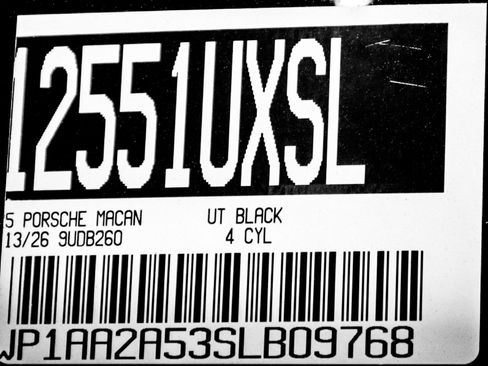 12551UXSL
5 PORSCHE MACAN UT BLACK
13/26 9UDB260 4 CYL
WP1AA2A53SLB09768